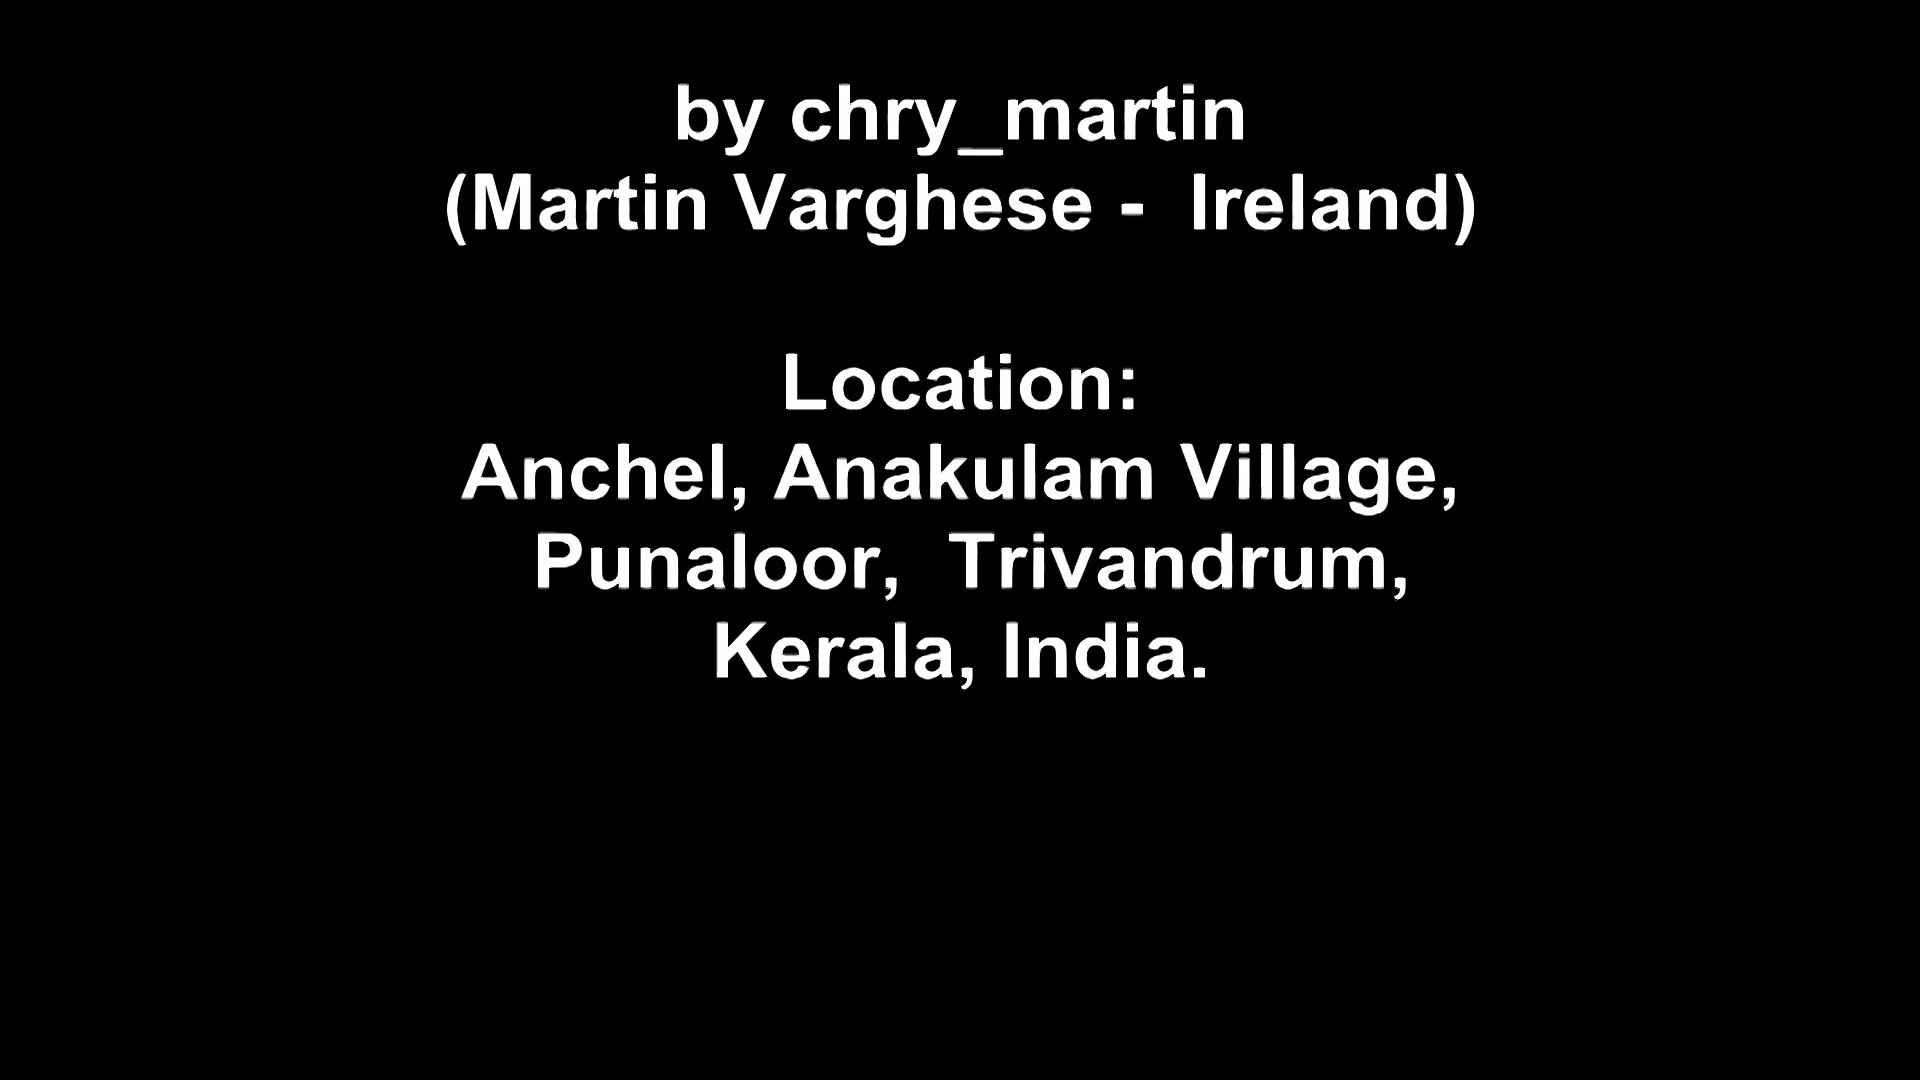 by chry_martin
(Martin Varghese -  Ireland)
Location:
Anchel, Anakulam Village,
Punaloor,  Trivandrum,
Kerala, India.